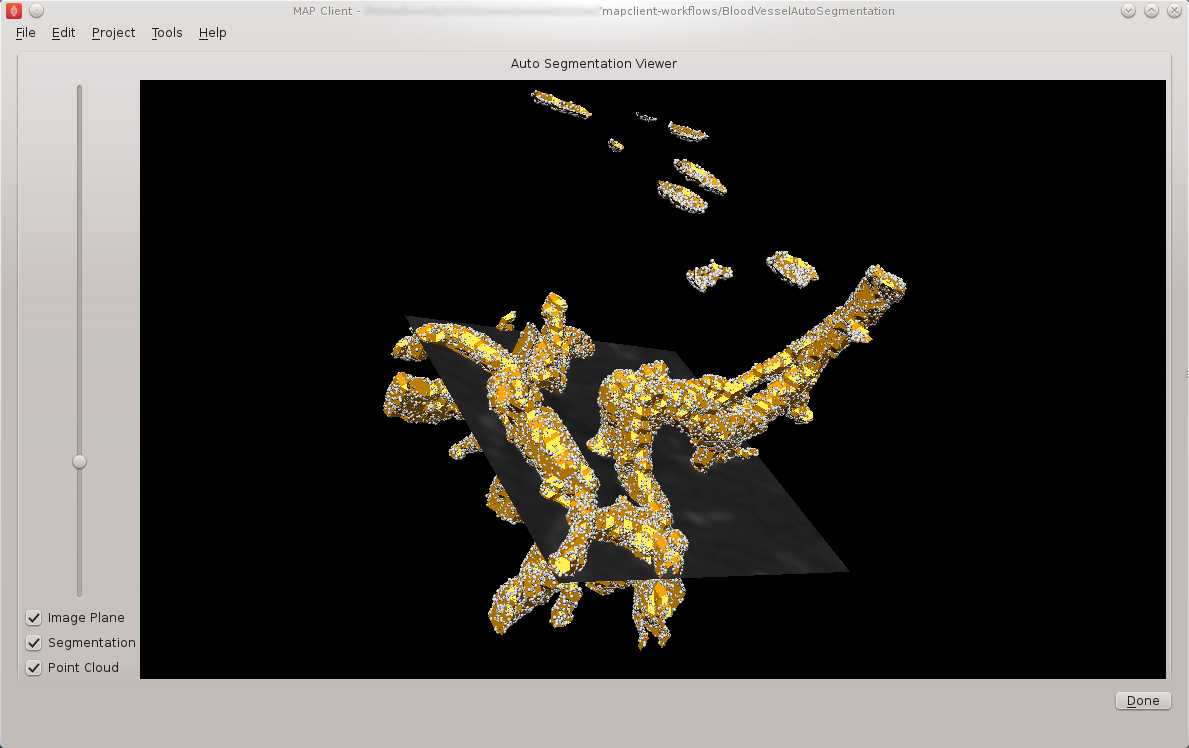 MAP Client - 'mapclient-workflows/BloodVesselAutoSegmentation
File Edit Project Tools Help
Auto Segmentation Viewer
Image Plane
Segmentation
Point Cloud
Done